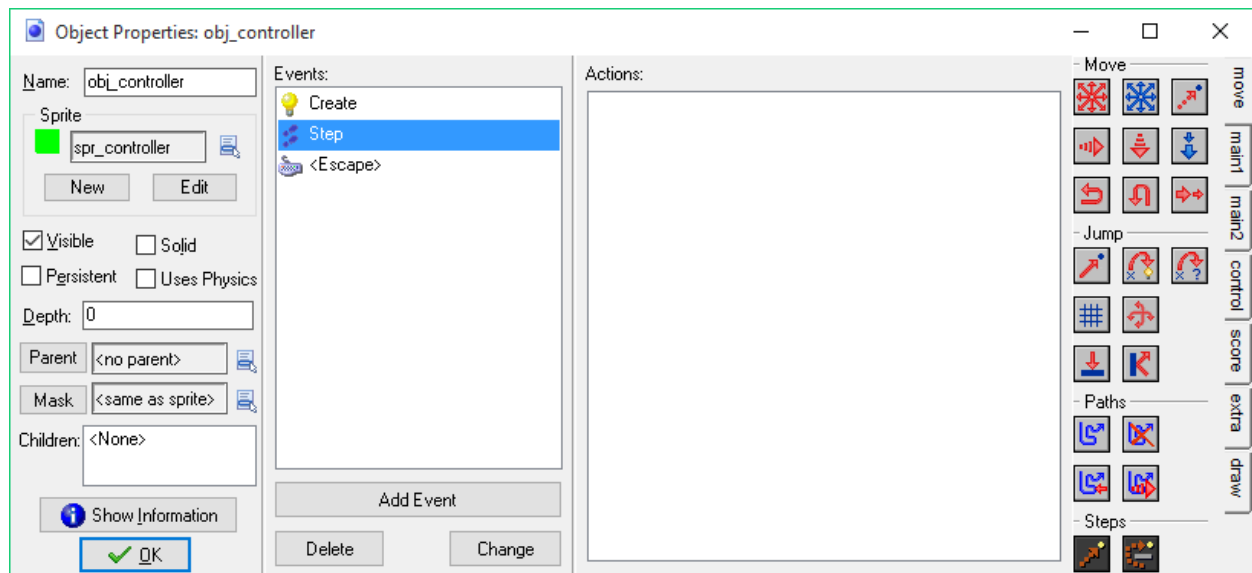 Object Properties: obj_controller
Name: obj_controller
Sprite
spr_controller
New Edit
Visible Solid
Persistent Uses Physics
Depth: 0
Parent <no parent>
Mask <same as sprite>
Children: <None>
Show Information
OK
Events:
Create
Step
<Escape>
Add Event
Delete Change
Actions:
Move
Jump
Paths
Steps
move
main1
main2
control
score
extra
draw